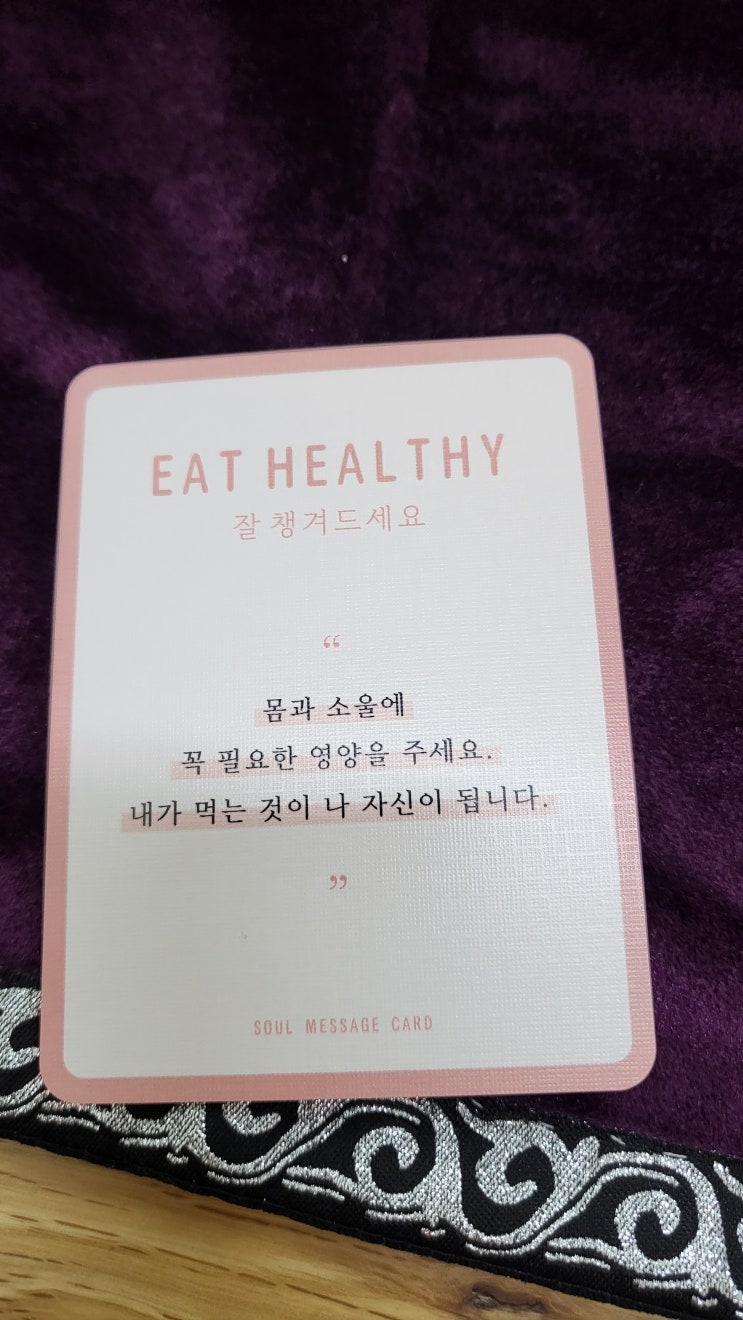 EAT HEALTHY
잘 챙겨드세요
“
몸과 소울에
꼭 필요한 영양을 주세요.
내가 먹는 것이 나 자신이 됩니다.
”
SOUL MESSAGE CARD